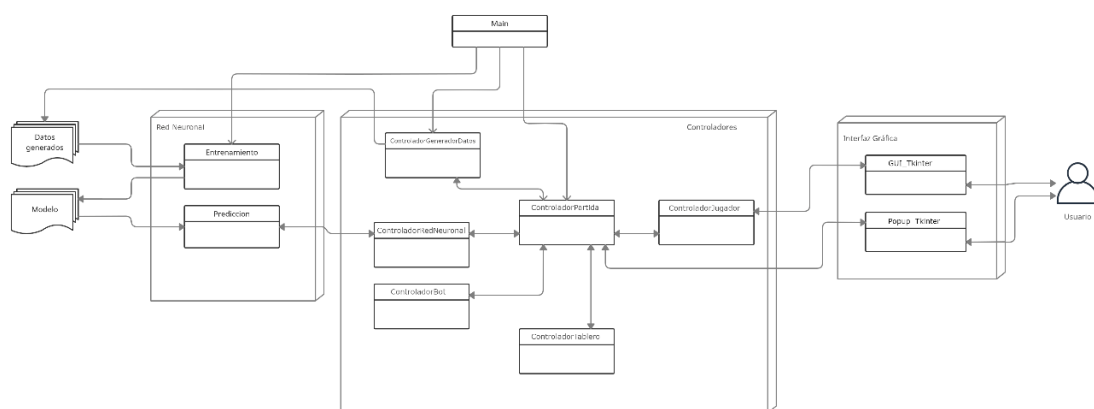 Main
Red Neuronal
Controladores
Datos
generados
Entrenamiento
ControladorGeneradorDatos
Interfaz Gráfica
GUI_Tkinter
Modelo
Prediccion
ControladorPartida
ControladorJugador
Popup_Tkinter
Usuario
ControladorRedNeuronal
ControladorBot
ControladorTablero